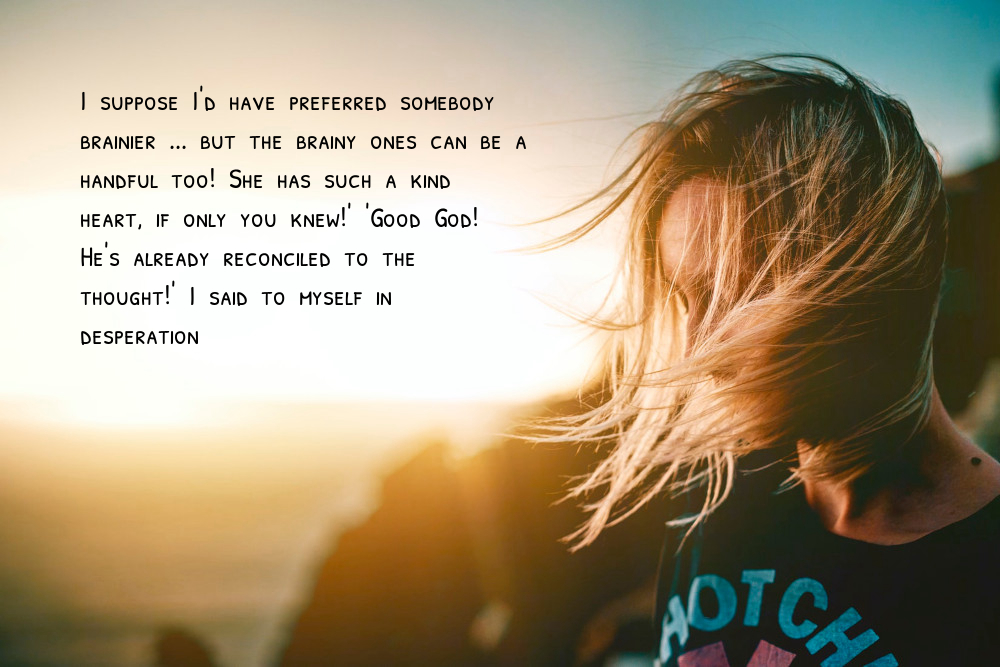 I suppose I'd have preferred somebody
brainier ... but the brainy ones can be a
handful too! She has such a kind
heart, if only you knew!' 'Good God!
He's already reconciled to the
thought!' I said to myself in
desperation
HOTCH